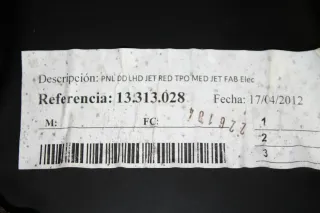 Descripción: PNL DD LHD JET RED TPO MED JET FAB Elec
Referencia: 13.313.028 Fecha: 17/04/2012
M: FC: 1
2
3